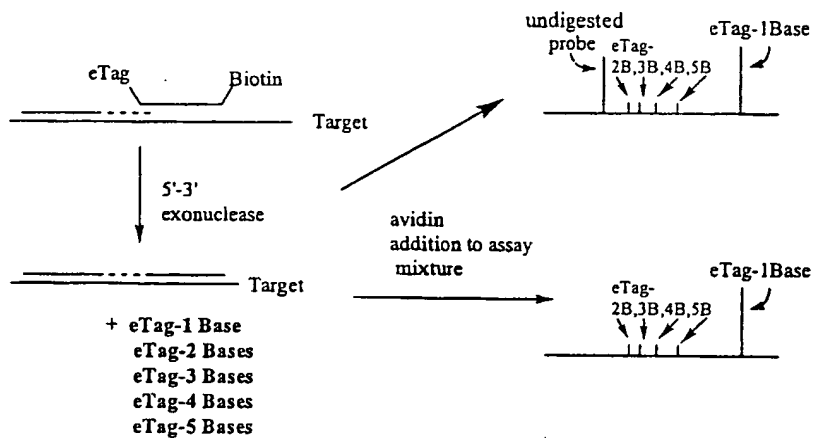 eTag
Biotin
Target
5'-3'
exonuclease
Target
+ eTag-1 Base
eTag-2 Bases
eTag-3 Bases
eTag-4 Bases
eTag-5 Bases
avidin
addition to assay
mixture
undigested
probe
eTag-
2B,3B,4B,5B
eTag-1Base
eTag-
2B,3B,4B,5B
eTag-1Base